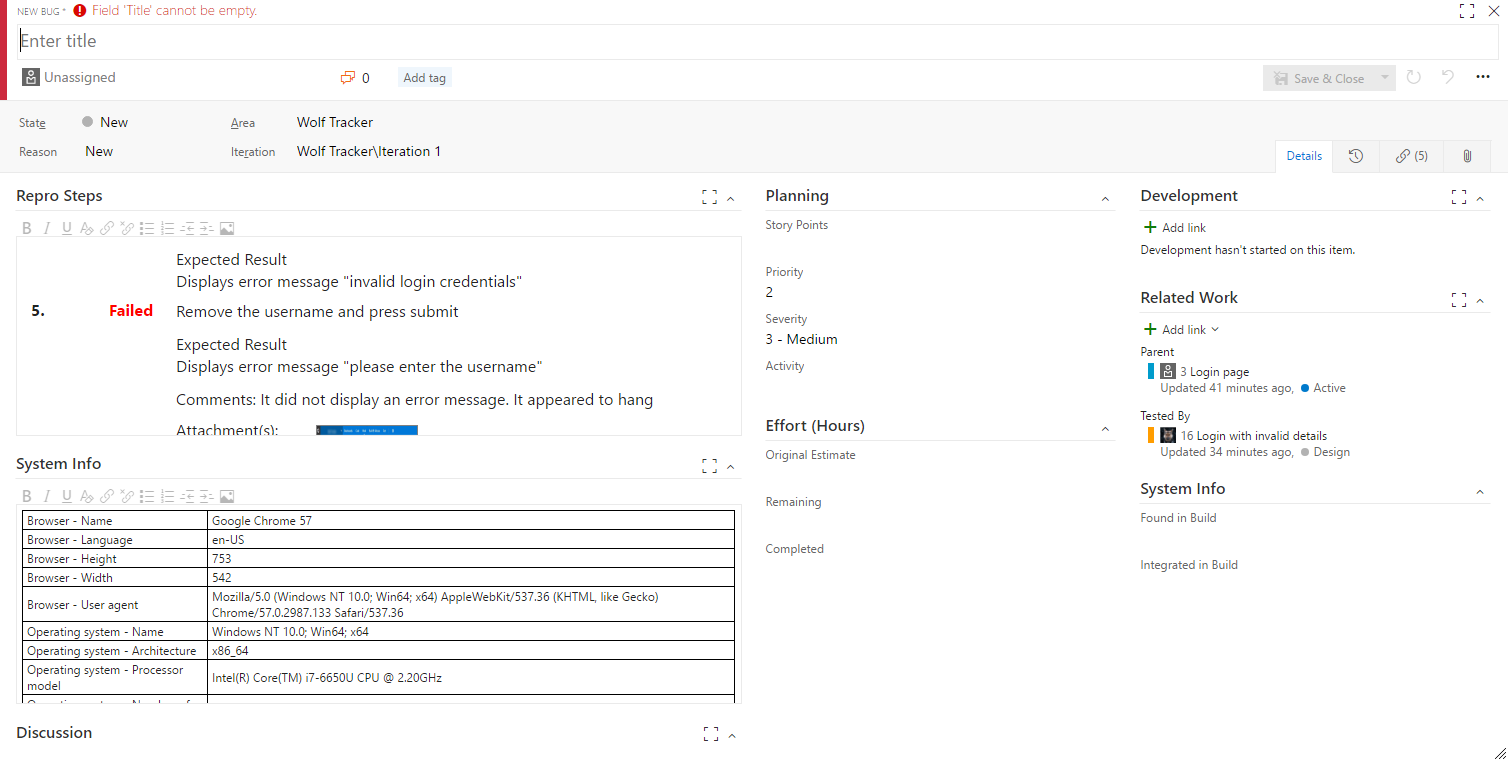 NEW BUG * Field 'Title' cannot be empty.
Enter title
Unassigned
0
Add tag
Save & Close
State
New
Area
Wolf Tracker
Reason
New
Iteration
Wolf Tracker\Iteration 1
Details
(5)
Repro Steps
B I U A
Expected Result
Displays error message "invalid login credentials"
5. Failed Remove the username and press submit
Expected Result
Displays error message "please enter the username"
Comments: It did not display an error message. It appeared to hang
Attachment(s):
System Info
B I U A
Browser - Name Google Chrome 57
Browser - Language en-US
Browser - Height 753
Browser - Width 542
Browser - User agent Mozilla/5.0 (Windows NT 10.0; Win64; x64) AppleWebKit/537.36 (KHTML, like Gecko)
Chrome/57.0.2987.133 Safari/537.36
Operating system - Name Windows NT 10.0; Win64; x64
Operating system - Architecture x86_64
Operating system - Processor
model
Intel(R) Core(TM) i7-6650U CPU @ 2.20GHz
Discussion
Planning
Story Points
Priority
2
Severity
3 - Medium
Activity
Effort (Hours)
Original Estimate
Remaining
Completed
Development
Add link
Development hasn't started on this item.
Related Work
Add link
Parent
3 Login page
Updated 41 minutes ago, Active
Tested By
16 Login with invalid details
Updated 34 minutes ago, Design
System Info
Found in Build
Integrated in Build